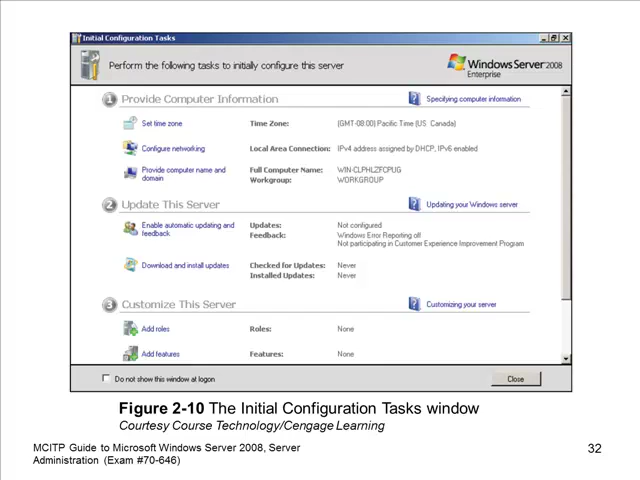 Initial Configuration Tasks
Perform the following tasks to initially configure this server
Windows Server 2008
Enterprise
1 Provide Computer Information
Specifying computer information
Set time zone
Time Zone:
(GMT-08:00) Pacific Time (US Canada)
Configure networking
Local Area Connection:
IPv4 address assigned by DHCP, IPv6 enabled
Provide computer name and
domain
Full Computer Name:
WIN-CLPHLZFCPUG
Workgroup:
WORKGROUP
2 Update This Server
Updating your Windows server
Enable automatic updating and
feedback
Updates:
Not configured
Feedback:
Windows Error Reporting off
Not participating in Customer Experience Improvement Program
Download and install updates
Checked for Updates:
Never
Installed Updates:
Never
3 Customize This Server
Customizing your server
Add roles
Roles:
None
Add features
Features:
None
Do not show this window at logon
Close
Figure 2-10 The Initial Configuration Tasks window
Courtesy Course Technology/Cengage Learning
MCITP Guide to Microsoft Windows Server 2008, Server
Administration (Exam #70-646)
32